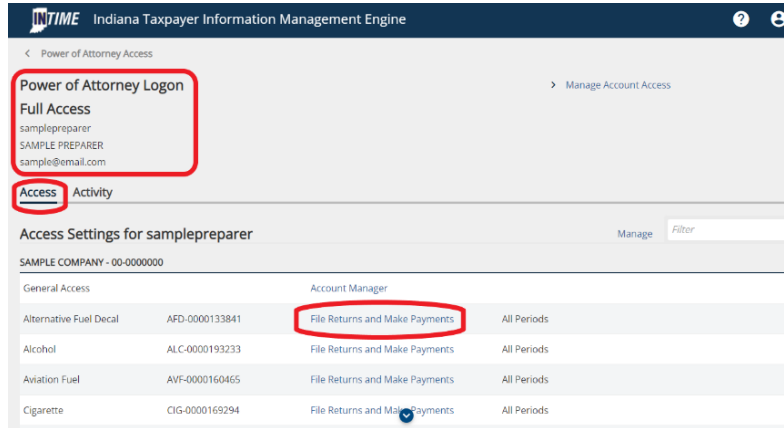 INTIME Indiana Taxpayer Information Management Engine ?
< Power of Attorney Access
Power of Attorney Logon
> Manage Account Access
Full Access
samplepreparer
SAMPLE PREPARER
sample@email.com
Access Activity
Access Settings for samplepreparer Manage Filter
SAMPLE COMPANY - 00-0000000
General Access Account Manager
Alternative Fuel Decal AFD-0000133841 File Returns and Make Payments All Periods
Alcohol ALC-0000193233 File Returns and Make Payments All Periods
Aviation Fuel AVF-0000160465 File Returns and Make Payments All Periods
Cigarette CIG-0000169294 File Returns and Make Payments All Periods